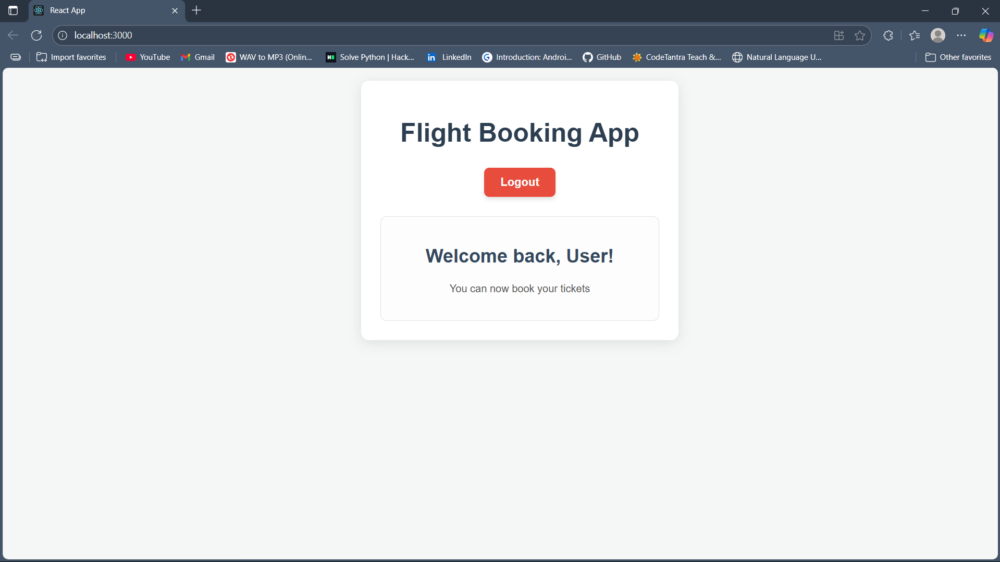 React App
localhost:3000
Import favorites
YouTube
Gmail
WAV to MP3 (Onlin...
Solve Python | Hack...
LinkedIn
Introduction: Androi...
GitHub
CodeTantra Teach &...
Natural Language U...
Other favorites
Flight Booking App
Logout
Welcome back, User!
You can now book your tickets